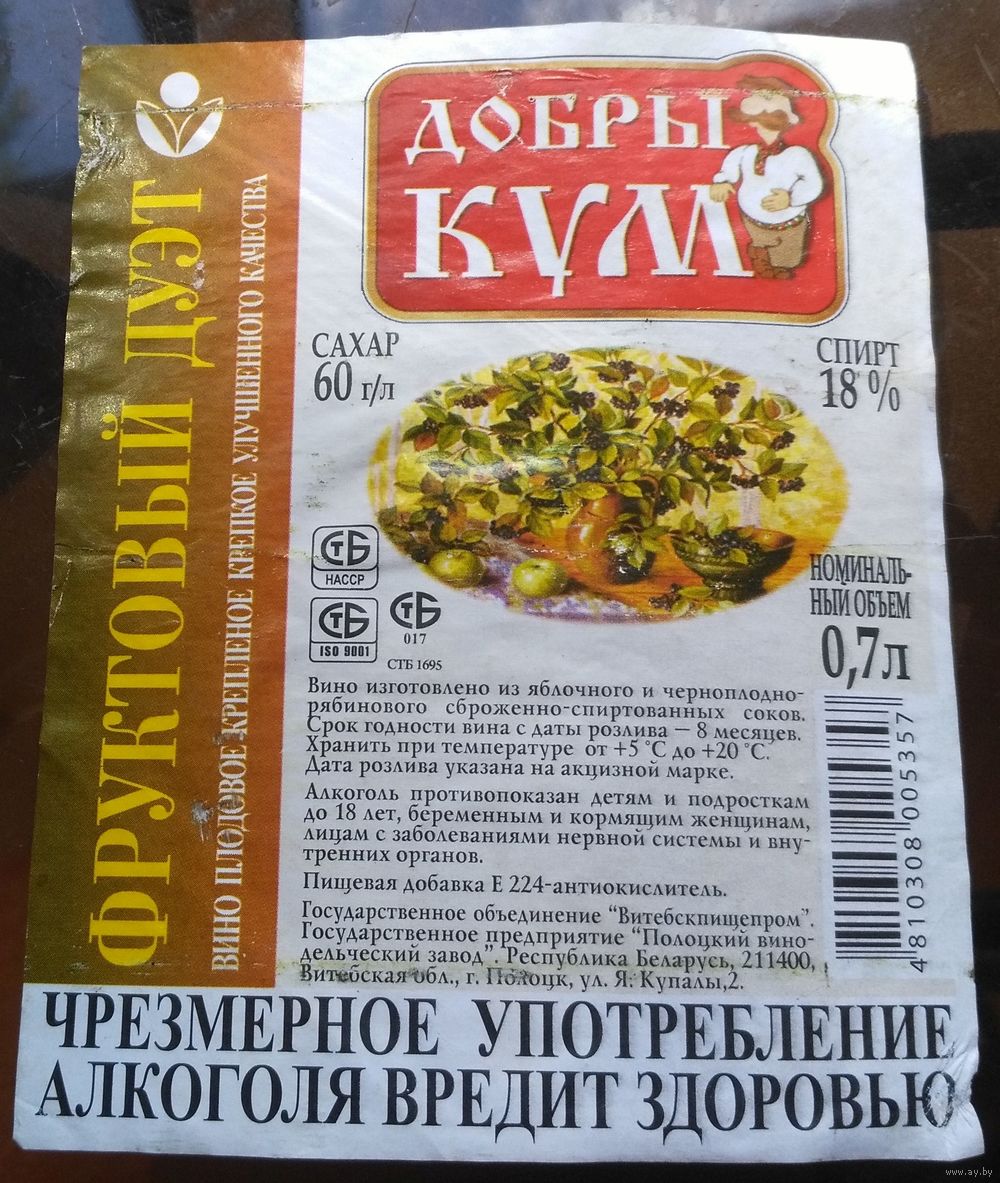 ФРУКТОВЫЙ ДУЭТ
ВИНО ПЛОДОВОЕ КРЕПЛЕНОЕ КРЕПКОЕ УЛУЧШЕННОГО КАЧЕСТВА
ДОБРЫ
КУМ
САХАР
60 г/л
СПИРТ
18 %
НОМИНАЛЬ-
НЫЙ ОБЪЕМ
0,7л
СТБ
НАССР
СТБ
ISO 9001
СТБ
017
СТБ 1695
Вино изготовлено из яблочного и черноплодно-
рябинового сброженно-спиртованных соков.
Срок годности вина с даты розлива — 8 месяцев.
Хранить при температуре от +5 °С до +20 °С.
Дата розлива указана на акцизной марке.
Алкоголь противопоказан детям и подросткам
до 18 лет, беременным и кормящим женщинам,
лицам с заболеваниями нервной системы и вну-
тренних органов.
Пищевая добавка Е 224-антиокислитель.
Государственное объединение "Витебскпищепром".
Государственное предприятие "Полоцкий вино-
дельческий завод". Республика Беларусь, 211400,
Витебская обл., г. Полоцк, ул. Я. Купалы,2.
4810308005357
ЧРЕЗМЕРНОЕ УПОТРЕБЛЕНИЕ
АЛКОГОЛЯ ВРЕДИТ ЗДОРОВЬЮ
www.ay.by